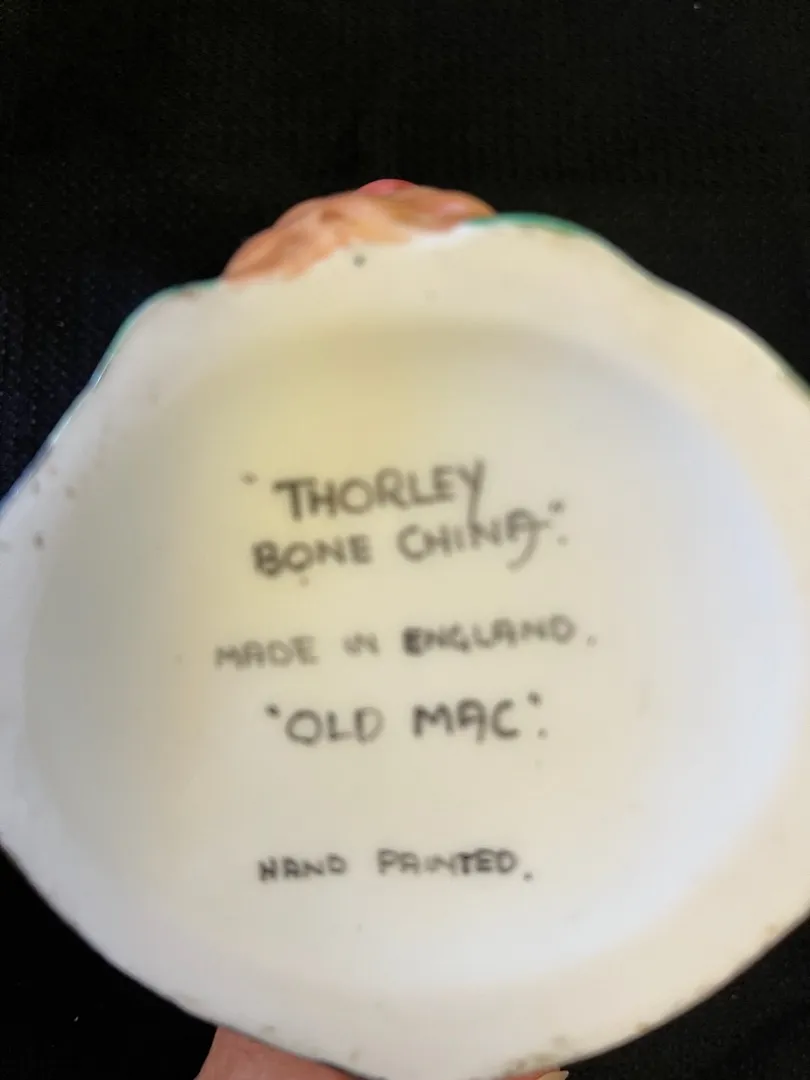 "THORLEY
BONE CHINA".
MADE IN ENGLAND.
"OLD MAC".
HAND PAINTED.